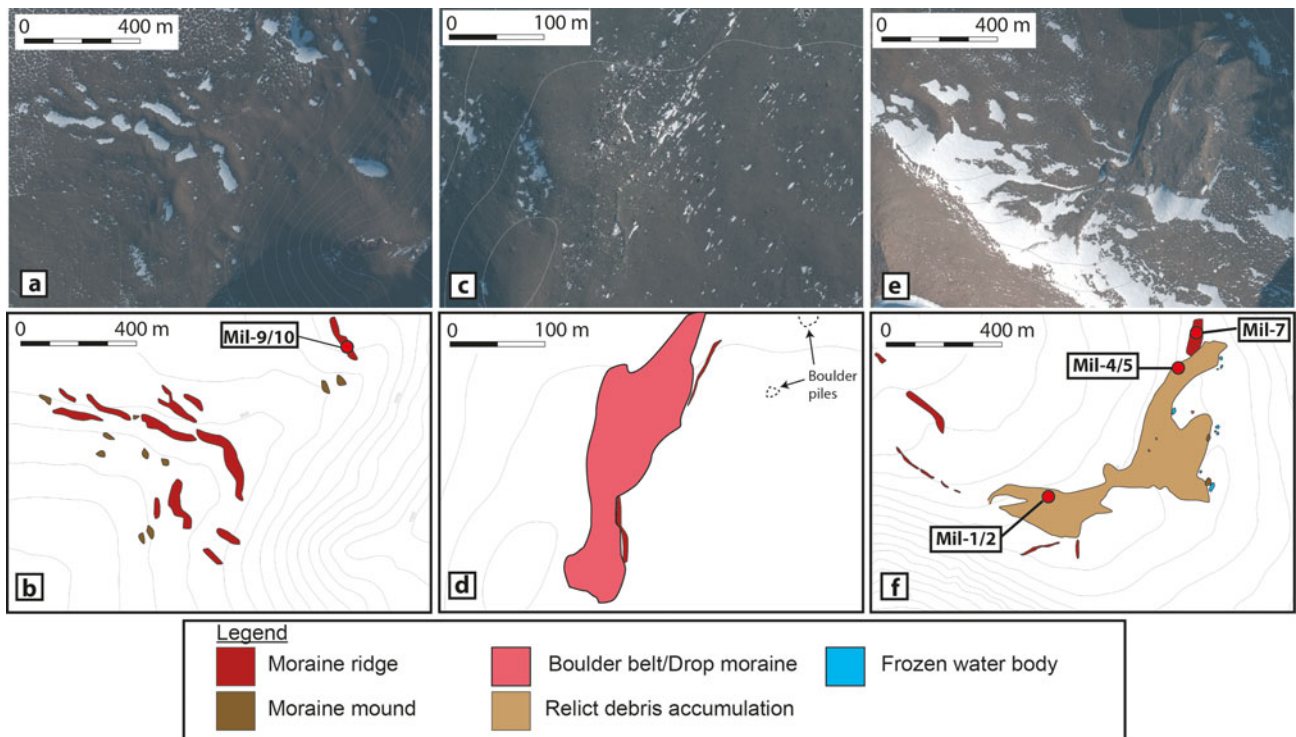 0 400 m
a
0 100 m
c
0 400 m
e
0 400 m
Mil-9/10
b
0 100 m
Boulder
piles
d
0 400 m
Mil-7
Mil-4/5
Mil-1/2
f
Legend
Moraine ridge
Boulder belt/Drop moraine
Frozen water body
Moraine mound
Relict debris accumulation